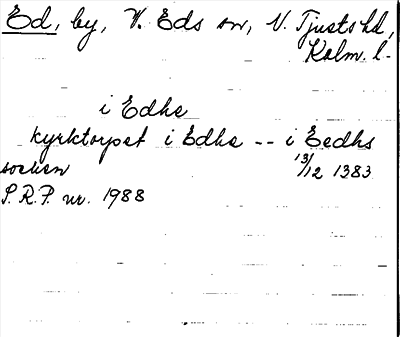 Ed, by, V. Eds sn, N. Tjusts hd,
Kalm. l.
i Edhe
kyrktorpet i Edhe -- i Eedhs
socken 13/12 1383
S.R.P. nr. 1988